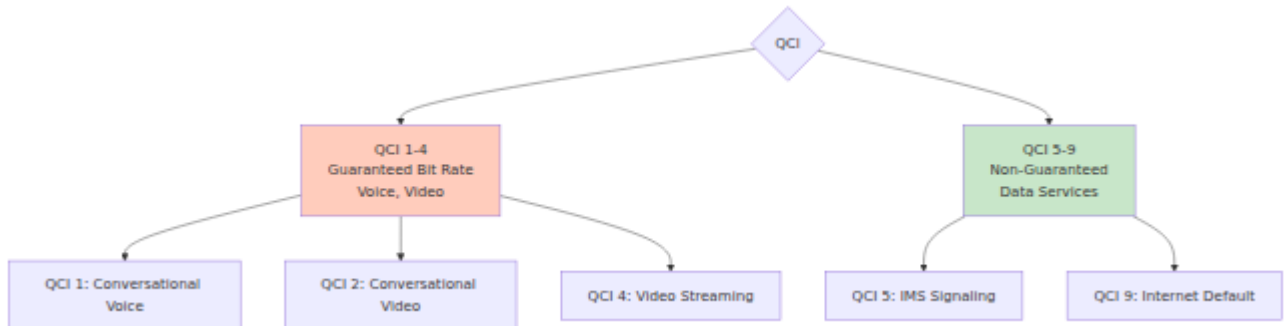 QCI
QCI 1-4
Guaranteed Bit Rate
Voice, Video
QCI 5-9
Non-Guaranteed
Data Services
QCI 1: Conversational
Voice
QCI 2: Conversational
Video
QCI 4: Video Streaming
QCI 5: IMS Signaling
QCI 9: Internet Default